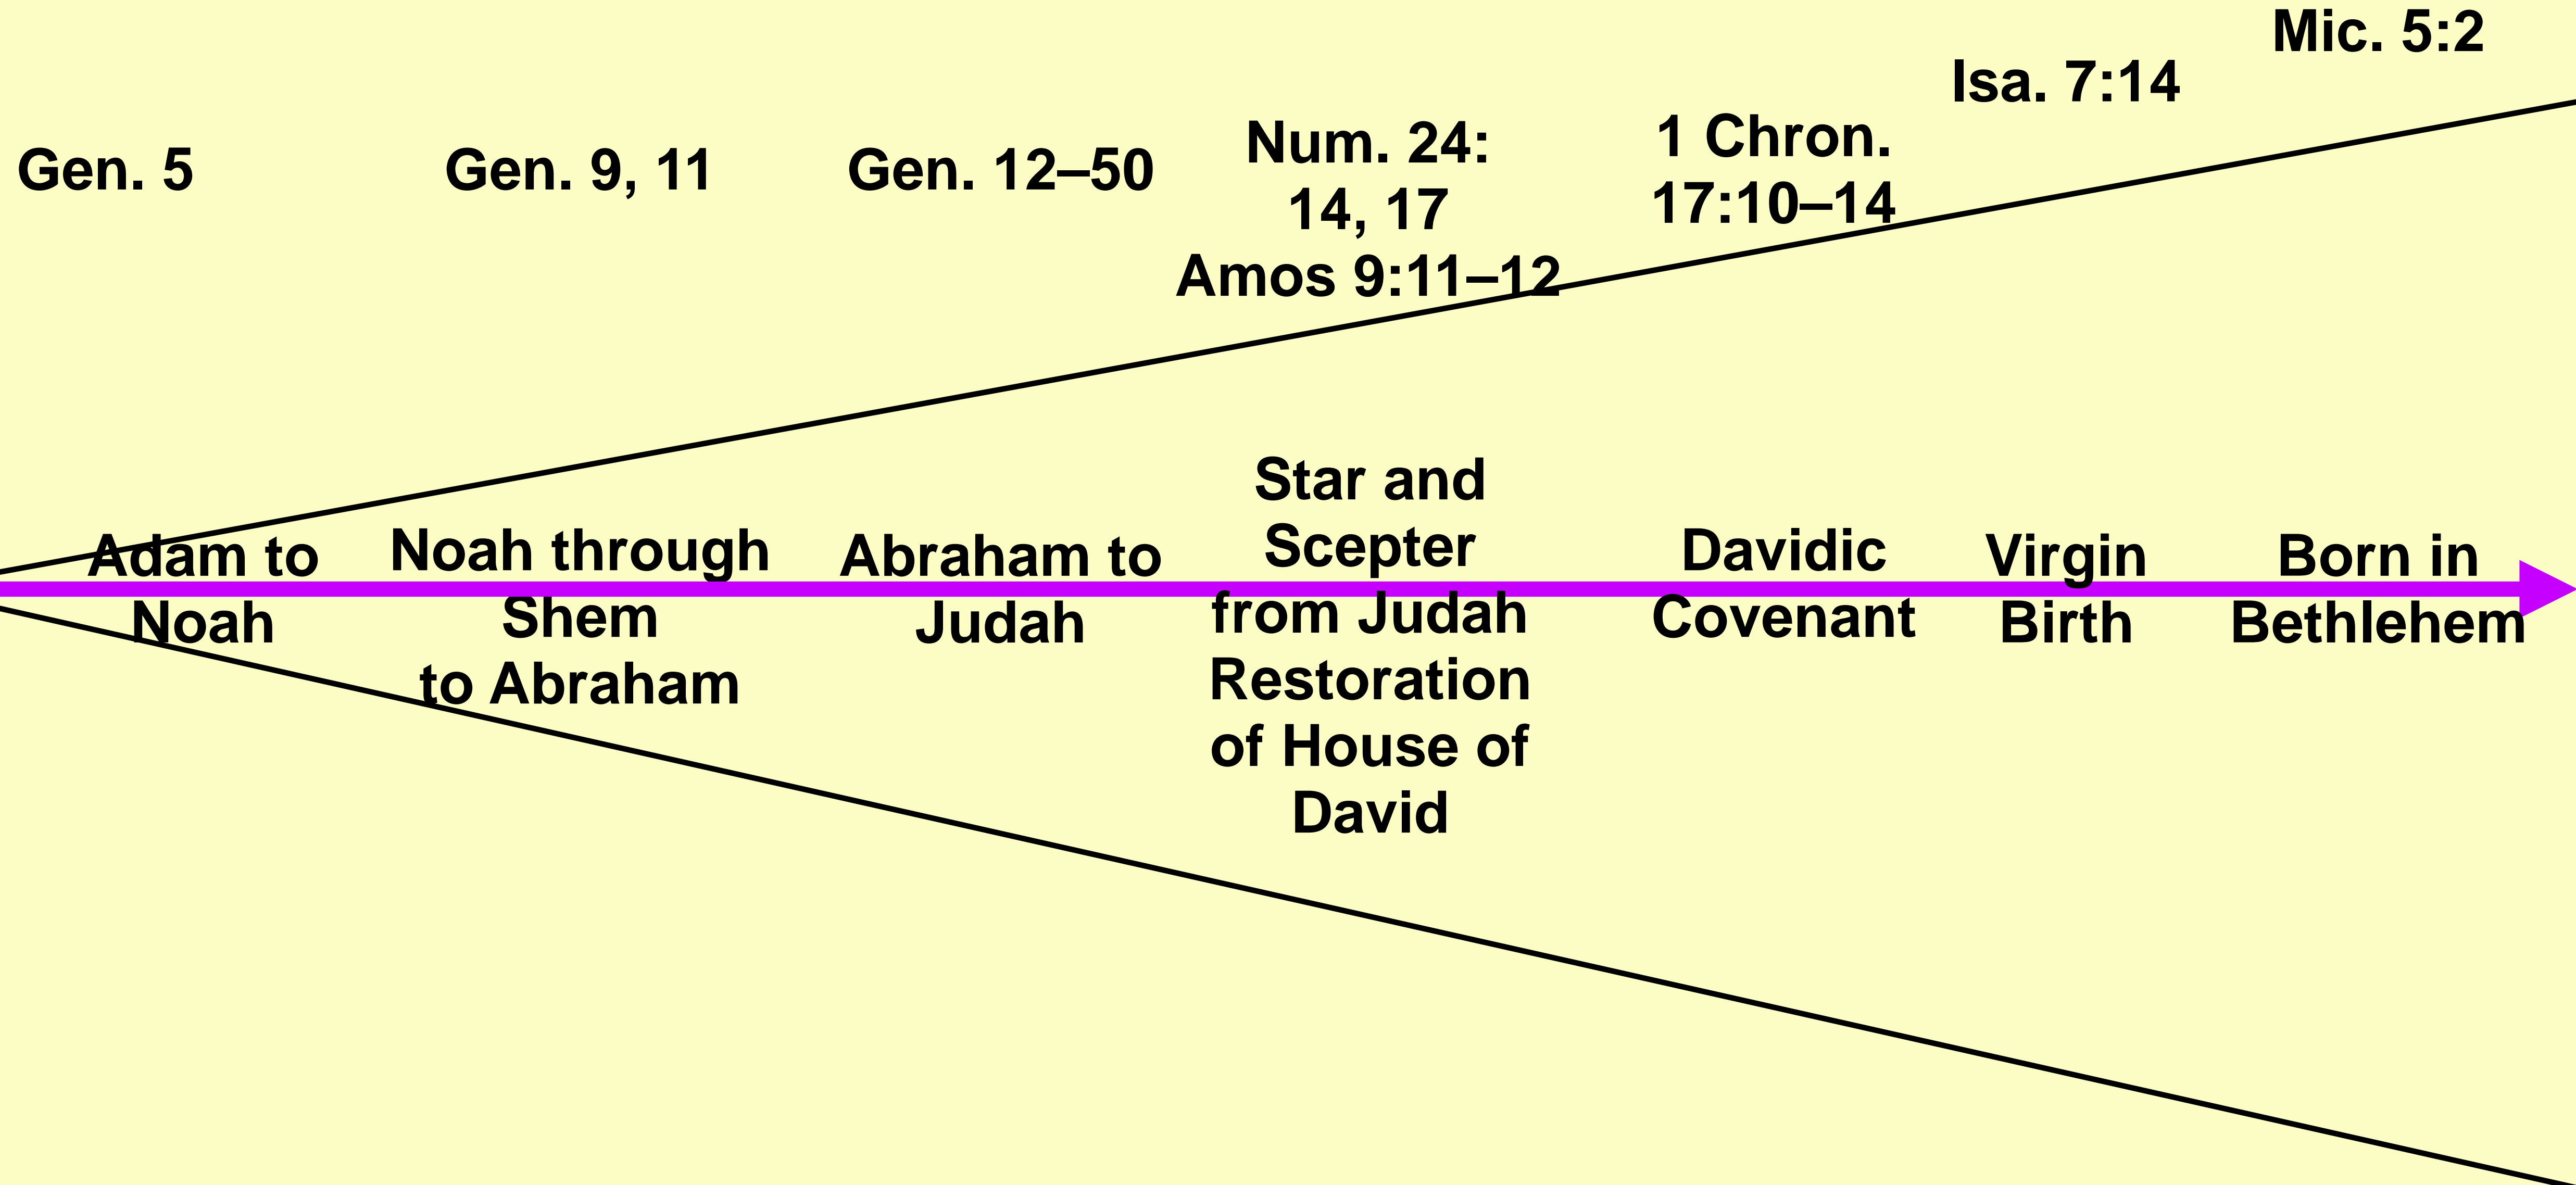 Mic. 5:2
Isa. 7:14
Gen. 5
Gen. 9, 11
Gen. 12–50
Num. 24:
14, 17
Amos 9:11–12
1 Chron.
17:10–14
Adam to
Noah
Noah through
Shem
to Abraham
Abraham to
Judah
Star and
Scepter
from Judah
Restoration
of House of
David
Davidic
Covenant
Virgin
Birth
Born in
Bethlehem